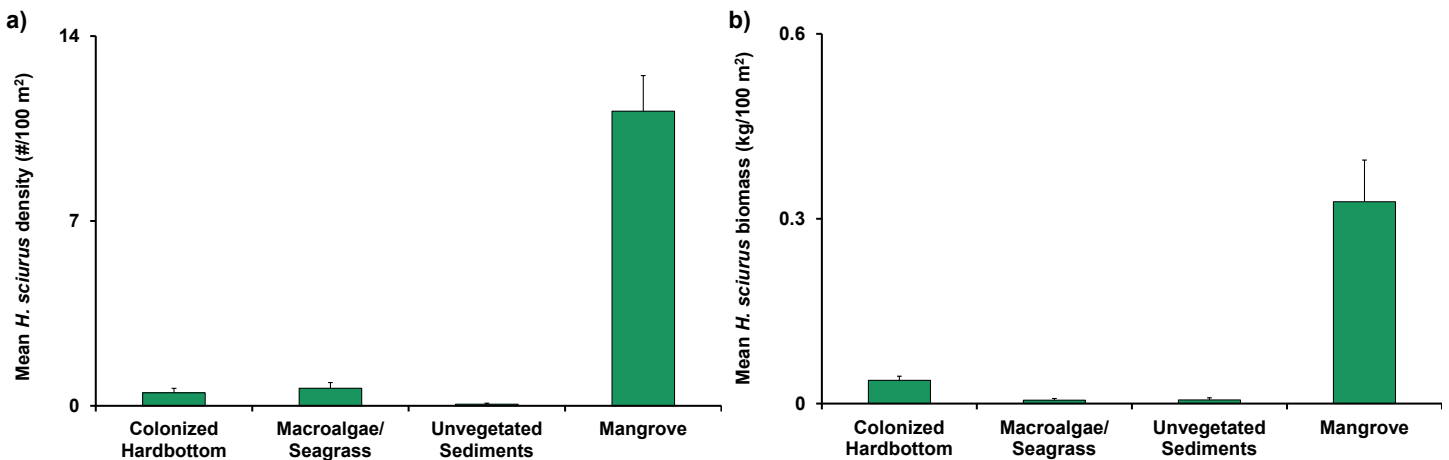 a)
Mean H. sciurus density (#/100 m²)
14
7
0
Colonized
Hardbottom
Macroalgae/
Seagrass
Unvegetated
Sediments
Mangrove
b)
Mean H. sciurus biomass (kg/100 m²)
0.6
0.3
0
Colonized
Hardbottom
Macroalgae/
Seagrass
Unvegetated
Sediments
Mangrove